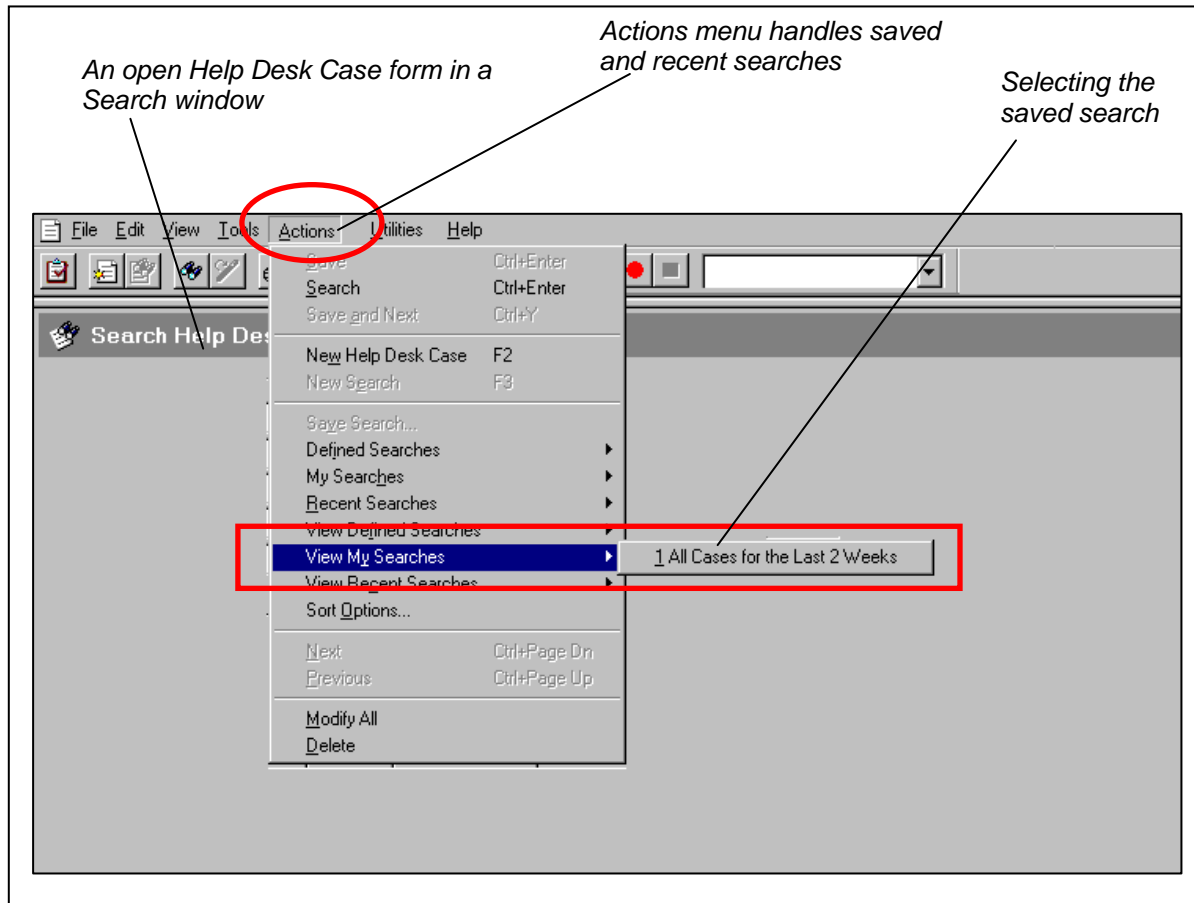 Actions menu handles saved
and recent searches
An open Help Desk Case form in a
Search window
Selecting the
saved search
File Edit View Tools Actions Utilities Help
Save Ctrl+Enter
Search Ctrl+Enter
Save and Next Ctrl+Y
Search Help Des
New Help Desk Case F2
New Search F3
Save Search...
Defined Searches
My Searches
Recent Searches
View Defined Searches
View My Searches
1 All Cases for the Last 2 Weeks
View Recent Searches
Sort Options...
Next Ctrl+Page Dn
Previous Ctrl+Page Up
Modify All
Delete